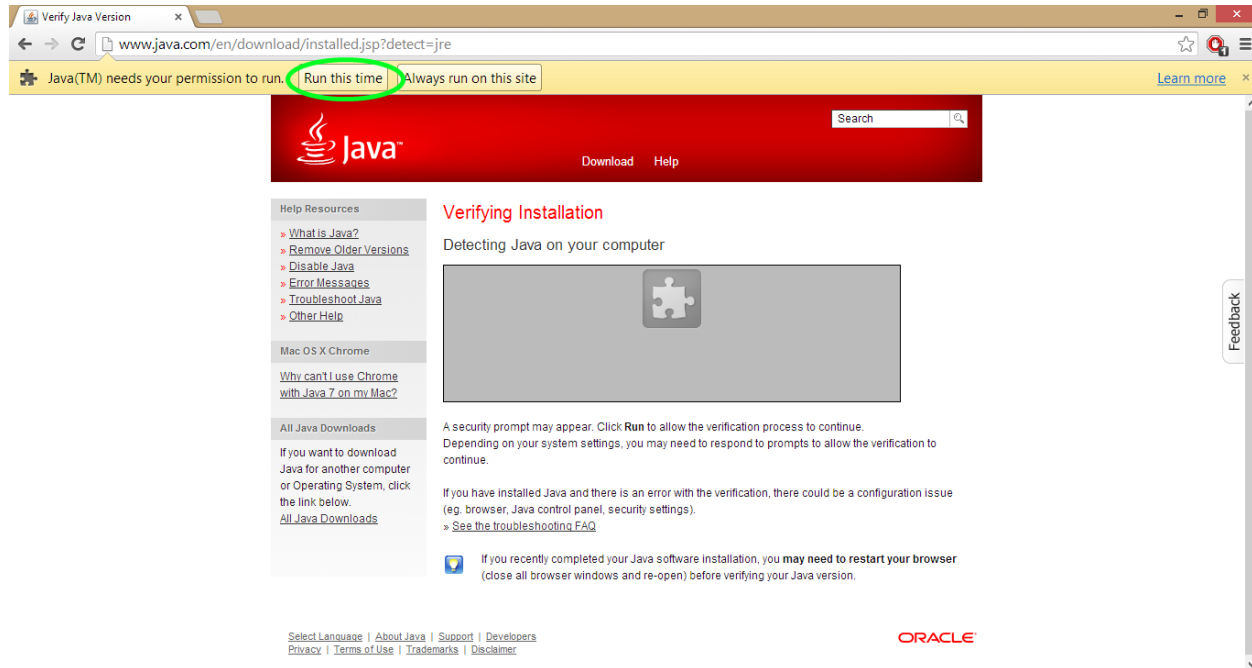 Verify Java Version
www.java.com/en/download/installed.jsp?detect=jre
Java(TM) needs your permission to run. Run this time Always run on this site Learn more
Java™
Search
Download Help
Help Resources
» What is Java?
» Remove Older Versions
» Disable Java
» Error Messages
» Troubleshoot Java
» Other Help
Mac OS X Chrome
Why can't I use Chrome
with Java 7 on my Mac?
All Java Downloads
If you want to download
Java for another computer
or Operating System, click
the link below.
All Java Downloads
Verifying Installation
Detecting Java on your computer
A security prompt may appear. Click Run to allow the verification process to continue.
Depending on your system settings, you may need to respond to prompts to allow the verification to
continue.
If you have installed Java and there is an error with the verification, there could be a configuration issue
(eg. browser, Java control panel, security settings).
» See the troubleshooting FAQ
If you recently completed your Java software installation, you may need to restart your browser
(close all browser windows and re-open) before verifying your Java version.
Feedback
Select Language | About Java | Support | Developers
Privacy | Terms of Use | Trademarks | Disclaimer
ORACLE